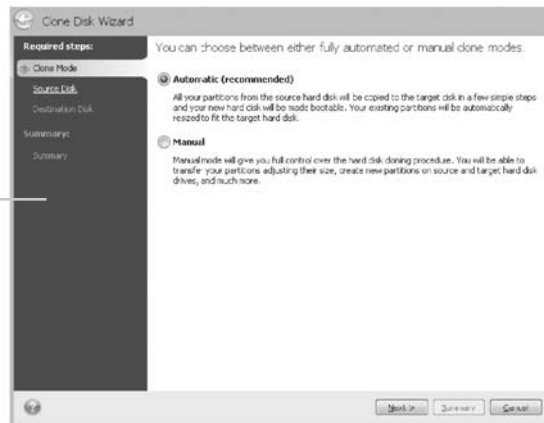 Clone Disk Wizard
Required steps:
Clone Mode
Source Disk
Destination Disk
Summary:
Summary
You can choose between either fully automated or manual clone modes.
Automatic (recommended)
All your partitions from the source hard disk will be copied to the target disk in a few simple steps
and your new hard disk will be made bootable. Your existing partitions will be automatically
resized to fit the target hard disk.
Manual
Manual mode will give you full control over the hard disk cloning procedure. You will be able to
transfer your partitions adjusting their size, create new partitions on source and target hard disk
drives, and much more.
Next >
Summary
Cancel